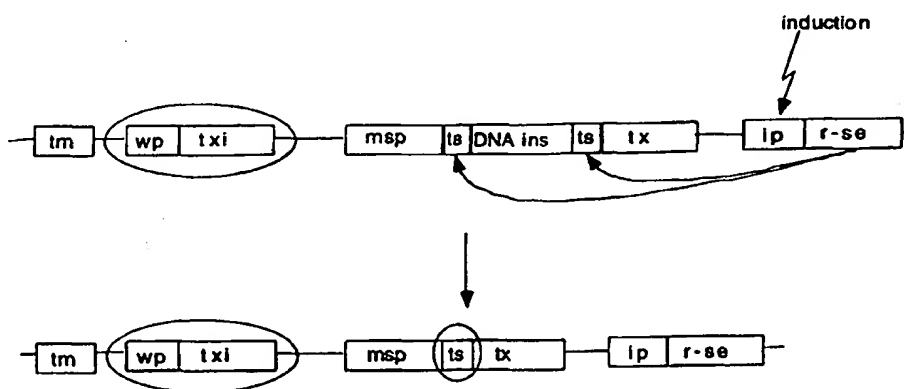 induction
tm wp txi msp ts DNA ins ts tx ip r-se
tm wp txi msp ts tx ip r-se